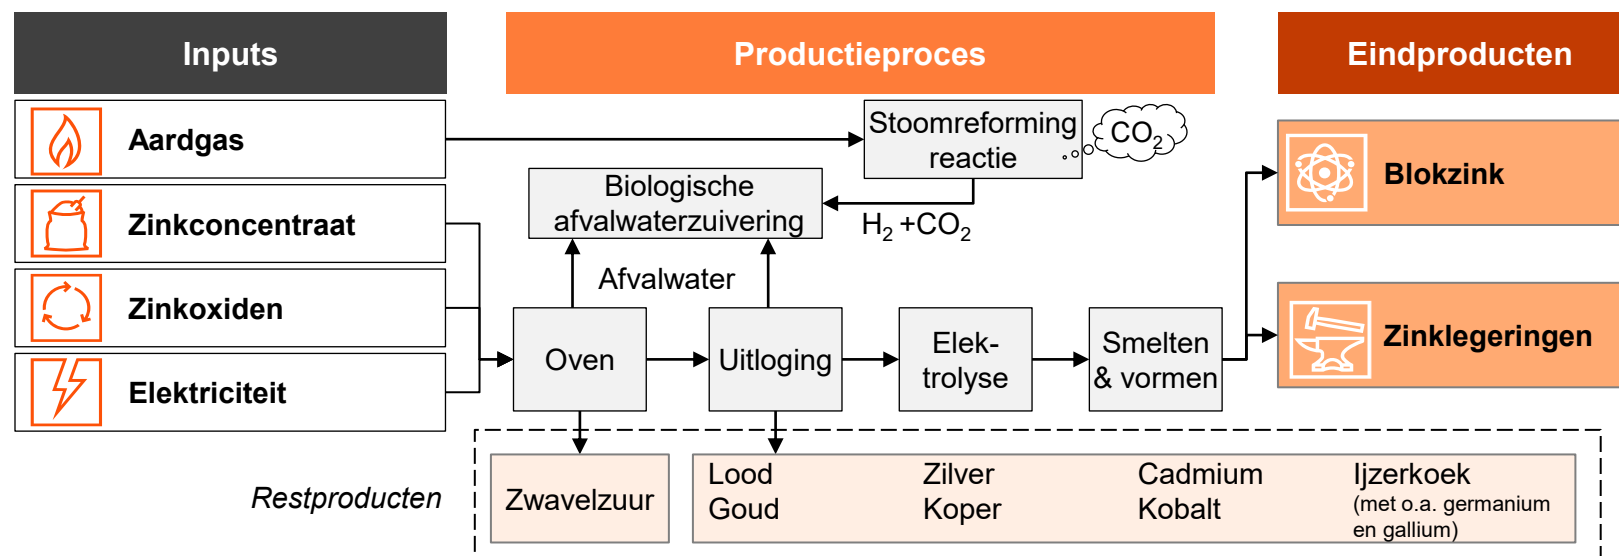 Inputs
Productieproces
Eindproducten
Aardgas
Stoomreforming
reactie
CO₂
Biologische
afvalwaterzuivering
H₂ +CO₂
Blokzink
Zinkconcentraat
Afvalwater
Zinkoxiden
Oven
Uitloging
Elek-
trolyse
Smelten
& vormen
Zinklegeringen
Elektriciteit
Restproducten
Zwavelzuur
Lood
Goud
Zilver
Koper
Cadmium
Kobalt
Ijzerkoek
(met o.a. germanium
en gallium)